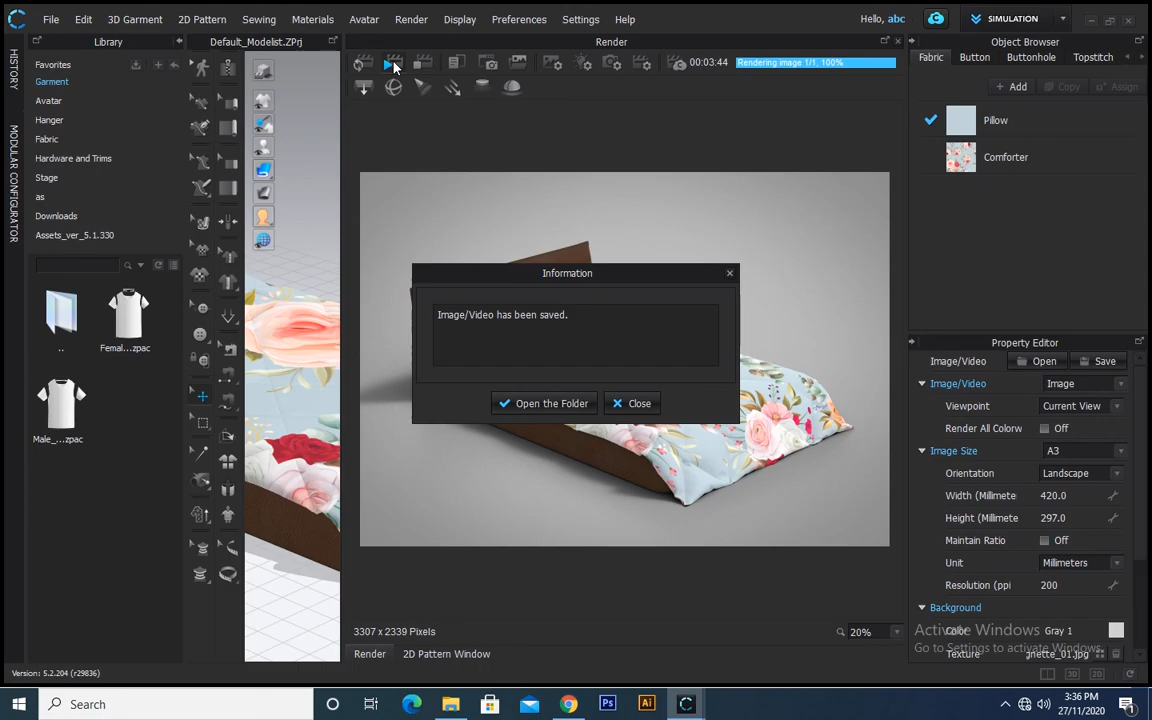 File Edit 3D Garment 2D Pattern Sewing Materials Avatar Render Display Preferences Settings Help
Hello, abc
SIMULATION
HISTORY
MODULAR CONFIGURATOR
Library
Default_Modelist.ZPrj
Render
Object Browser
Favorites
Garment
Avatar
Hanger
Fabric
Hardware and Trims
Stage
as
Downloads
Assets_ver_5.1.330
..
Femal...zpac
Male_...zpac
00:03:44
Rendering image 1/1, 100%
Information
Image/Video has been saved.
Open the Folder
Close
3307 x 2339 Pixels
20%
Render 2D Pattern Window
Fabric Button Buttonhole Topstitch
Add Copy Assign
Pillow
Comforter
Property Editor
Image/Video Open Save
Image/Video Image
Viewpoint Current View
Render All Colorw Off
Image Size A3
Orientation Landscape
Width (Millimete 420.0
Height (Millimete 297.0
Maintain Ratio Off
Unit Millimeters
Resolution (ppi 200
Background
Color Gray 1
Activate Windows
Go to Settings to activate Windows.
Texture gnette_01.jpg
Version: 5.2.204 (r29836)
3D 2D
Search
Ps
Ai
3:36 PM
27/11/2020
1